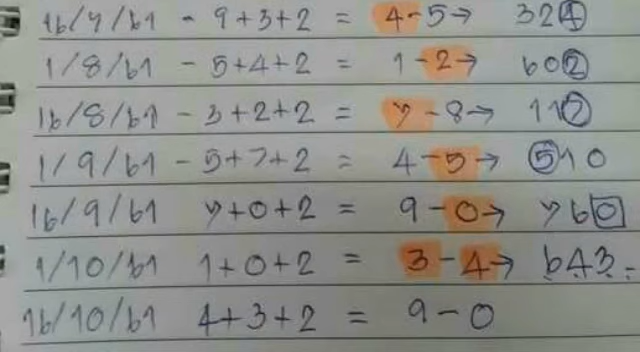 16/7/61 - 9+3+2 = 4-5→ 324
1/8/61 - 5+4+2 = 1-2→ 602
16/8/61 - 3+2+2 = 7-8→ 117
1/9/61 - 5+7+2 = 4-5→ 510
16/9/61 7+0+2 = 9-0→ 760
1/10/61 1+0+2 = 3-4→ 643
16/10/61 4+3+2 = 9-0